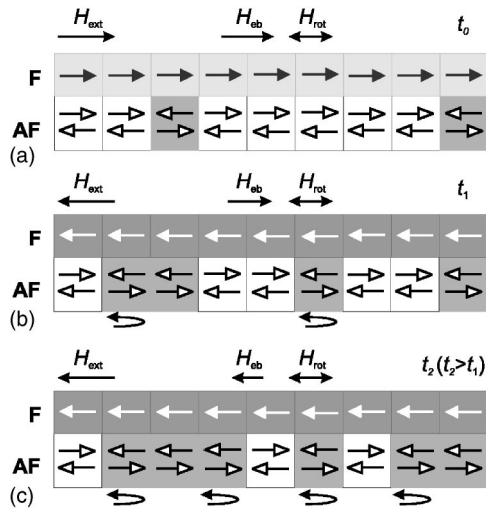 H_ext H_eb H_rot t_0
F
AF
(a)
H_ext H_eb H_rot t_1
F
AF
(b)
H_ext H_eb H_rot t_2 (t_2>t_1)
F
AF
(c)